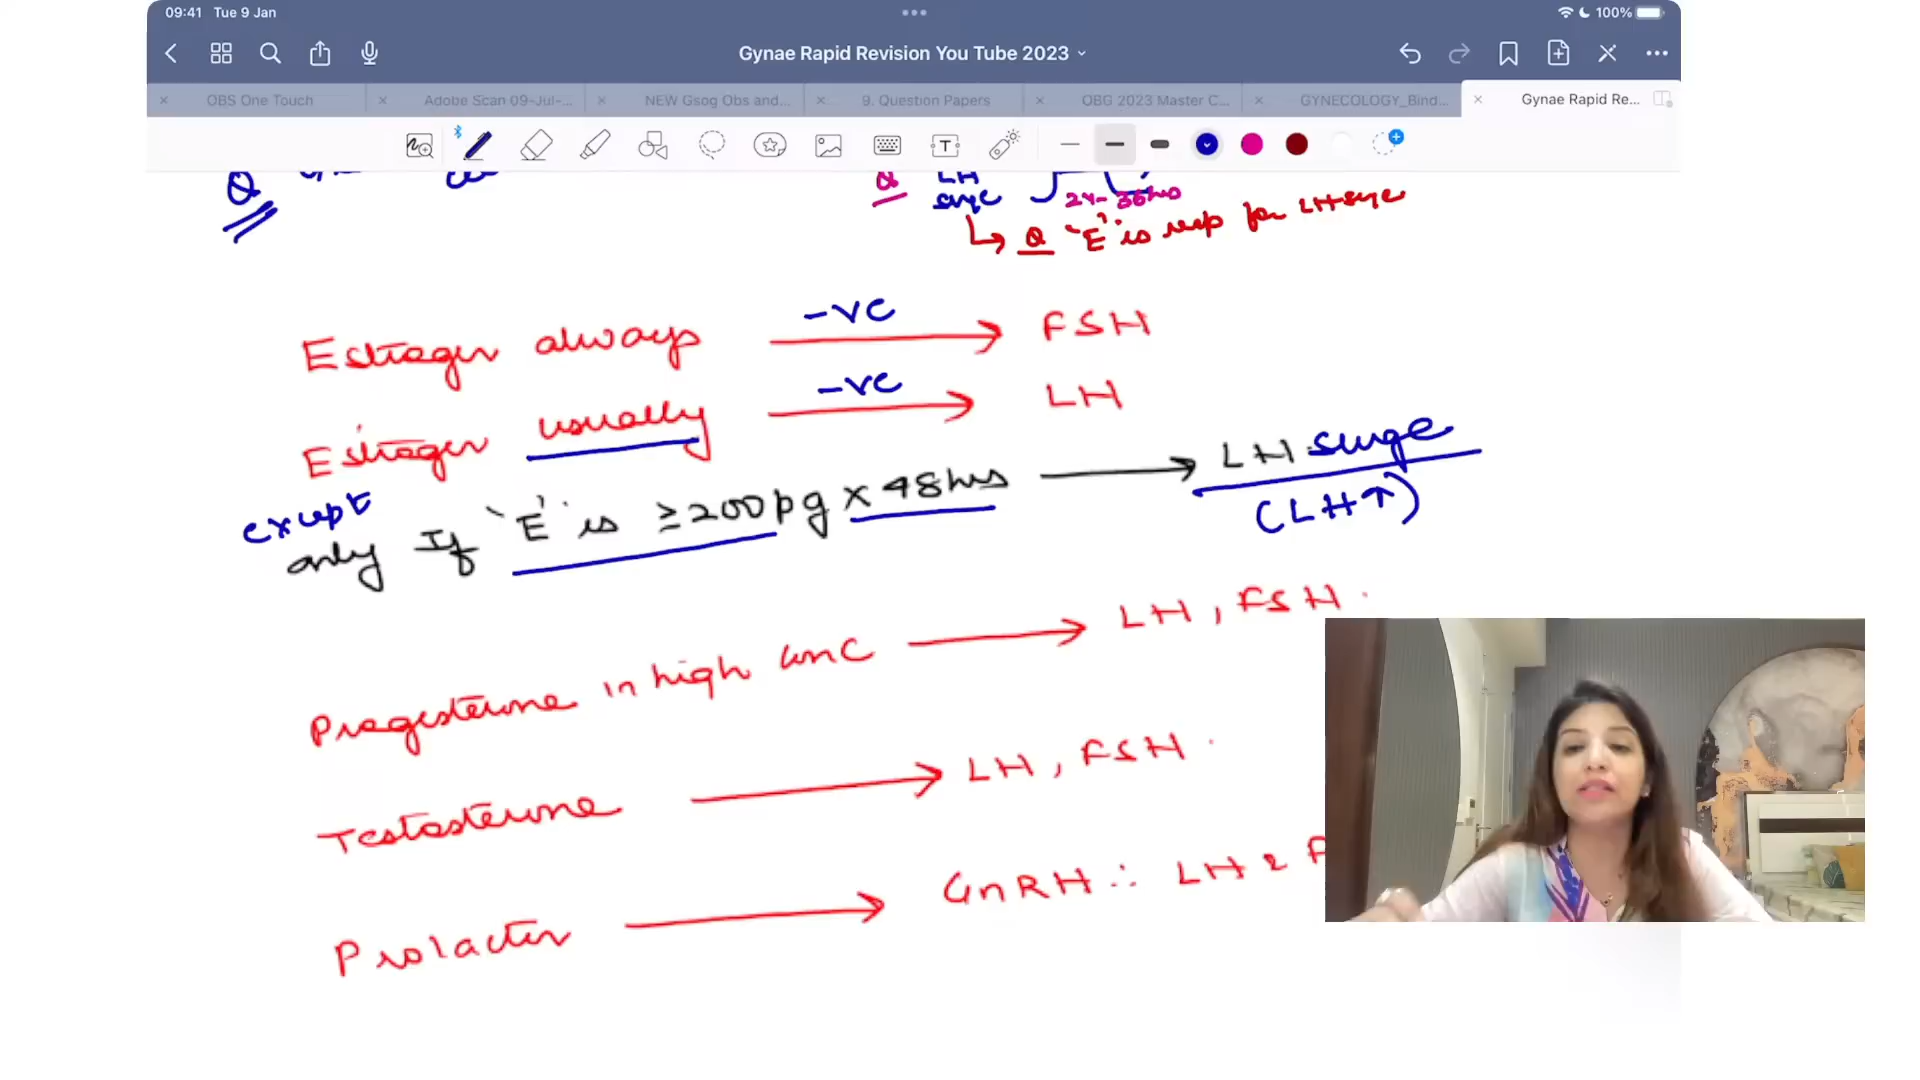 09:41 Tue 9 Jan
100%
Gynae Rapid Revision You Tube 2023
OBS One Touch
Adobe Scan 09-Jul-...
NEW Gsog Obs and...
9. Question Papers
OBG 2023 Master C...
GYNECOLOGY_Bind...
Gynae Rapid Re...
Q
Q LH
surge 24-36hrs
Q 'E' is resp for LH surge
Estrogen always -ve FSH
Estrogen usually -ve LH
except
only If 'E' is ≥200pg x 48hrs LH surge
(LH↑)
Progesterone in high conc LH, FSH.
Testosterone LH, FSH.
Prolactin GnRH ∴ LH & F